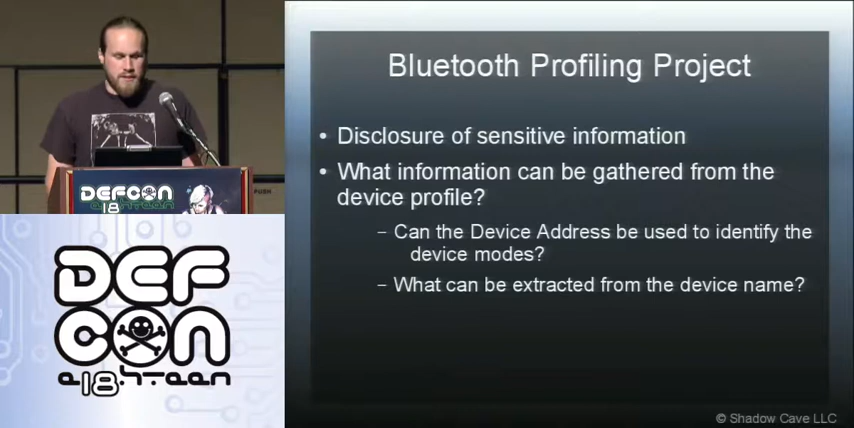 Bluetooth Profiling Project
• Disclosure of sensitive information
• What information can be gathered from the
device profile?
– Can the Device Address be used to identify the
device modes?
– What can be extracted from the device name?
© Shadow Cave LLC
DEFCON
18
PUSH
DEF
CON
e18hteen